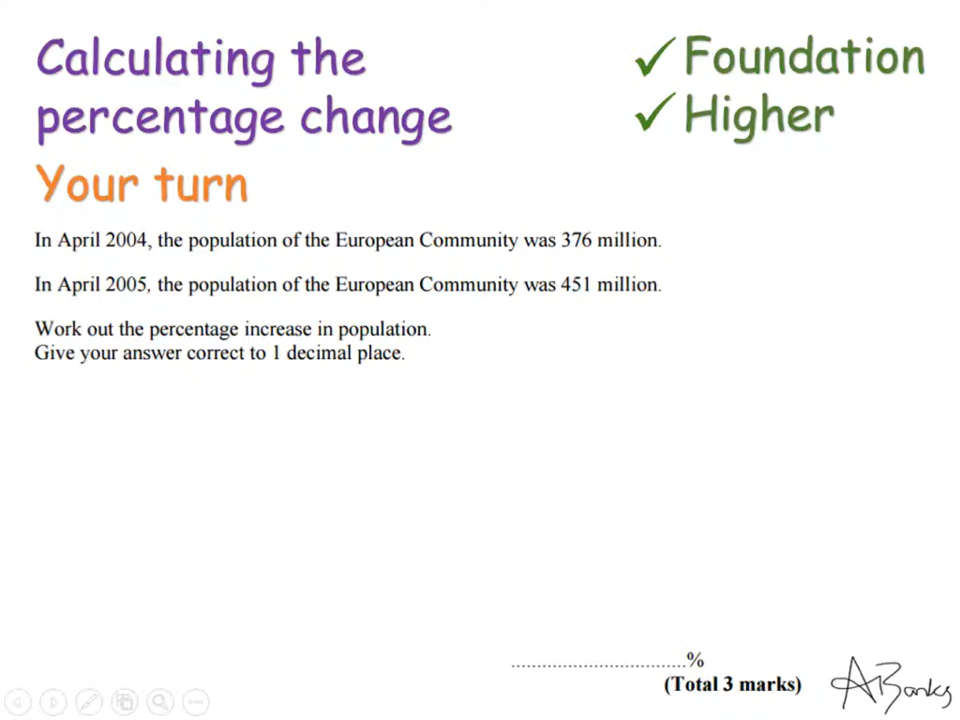 Calculating the
percentage change
✓ Foundation
✓ Higher
Your turn
In April 2004, the population of the European Community was 376 million.
In April 2005, the population of the European Community was 451 million.
Work out the percentage increase in population.
Give your answer correct to 1 decimal place.
..................................%
(Total 3 marks)
A Banks